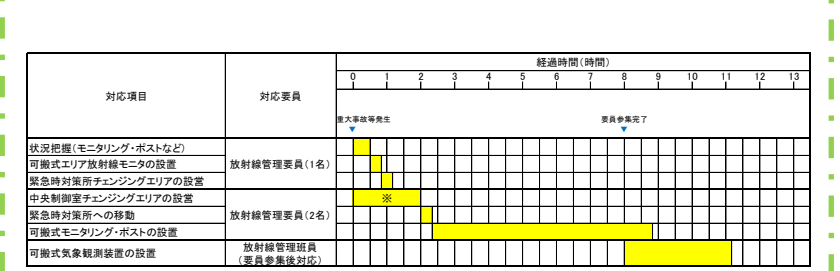 経過時間(時間)
対応項目 対応要員
0 1 2 3 4 5 6 7 8 9 10 11 12 13
重大事故等発生 要員参集完了
▼ ▼
状況把握(モニタリング・ポストなど)
可搬式エリア放射線モニタの設置 放射線管理要員(1名)
緊急時対策所チェンジングエリアの設営
中央制御室チェンジングエリアの設営 ※
緊急時対策所への移動 放射線管理要員(2名)
可搬式モニタリング・ポストの設置
可搬式気象観測装置の設置 放射線管理班員
(要員参集後対応)